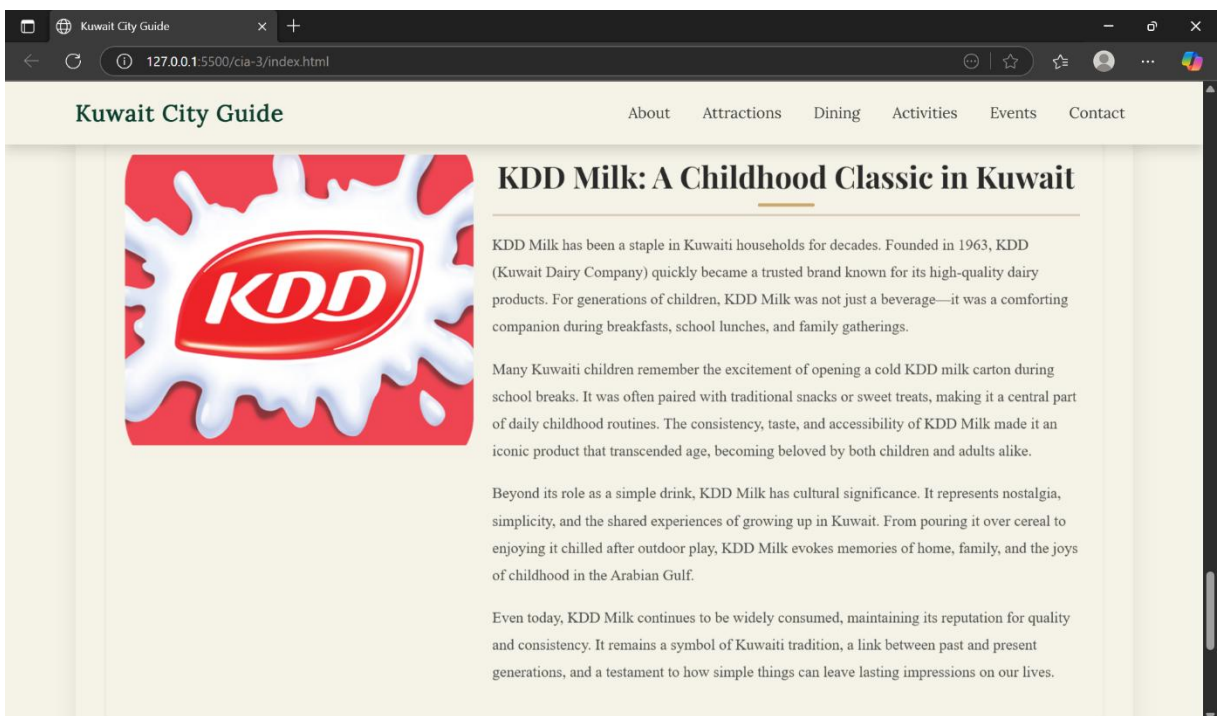 Kuwait City Guide
127.0.0.1:5500/cia-3/index.html
Kuwait City Guide
About Attractions Dining Activities Events Contact
KDD
KDD Milk: A Childhood Classic in Kuwait
KDD Milk has been a staple in Kuwaiti households for decades. Founded in 1963, KDD
(Kuwait Dairy Company) quickly became a trusted brand known for its high-quality dairy
products. For generations of children, KDD Milk was not just a beverage—it was a comforting
companion during breakfasts, school lunches, and family gatherings.
Many Kuwaiti children remember the excitement of opening a cold KDD milk carton during
school breaks. It was often paired with traditional snacks or sweet treats, making it a central part
of daily childhood routines. The consistency, taste, and accessibility of KDD Milk made it an
iconic product that transcended age, becoming beloved by both children and adults alike.
Beyond its role as a simple drink, KDD Milk has cultural significance. It represents nostalgia,
simplicity, and the shared experiences of growing up in Kuwait. From pouring it over cereal to
enjoying it chilled after outdoor play, KDD Milk evokes memories of home, family, and the joys
of childhood in the Arabian Gulf.
Even today, KDD Milk continues to be widely consumed, maintaining its reputation for quality
and consistency. It remains a symbol of Kuwaiti tradition, a link between past and present
generations, and a testament to how simple things can leave lasting impressions on our lives.